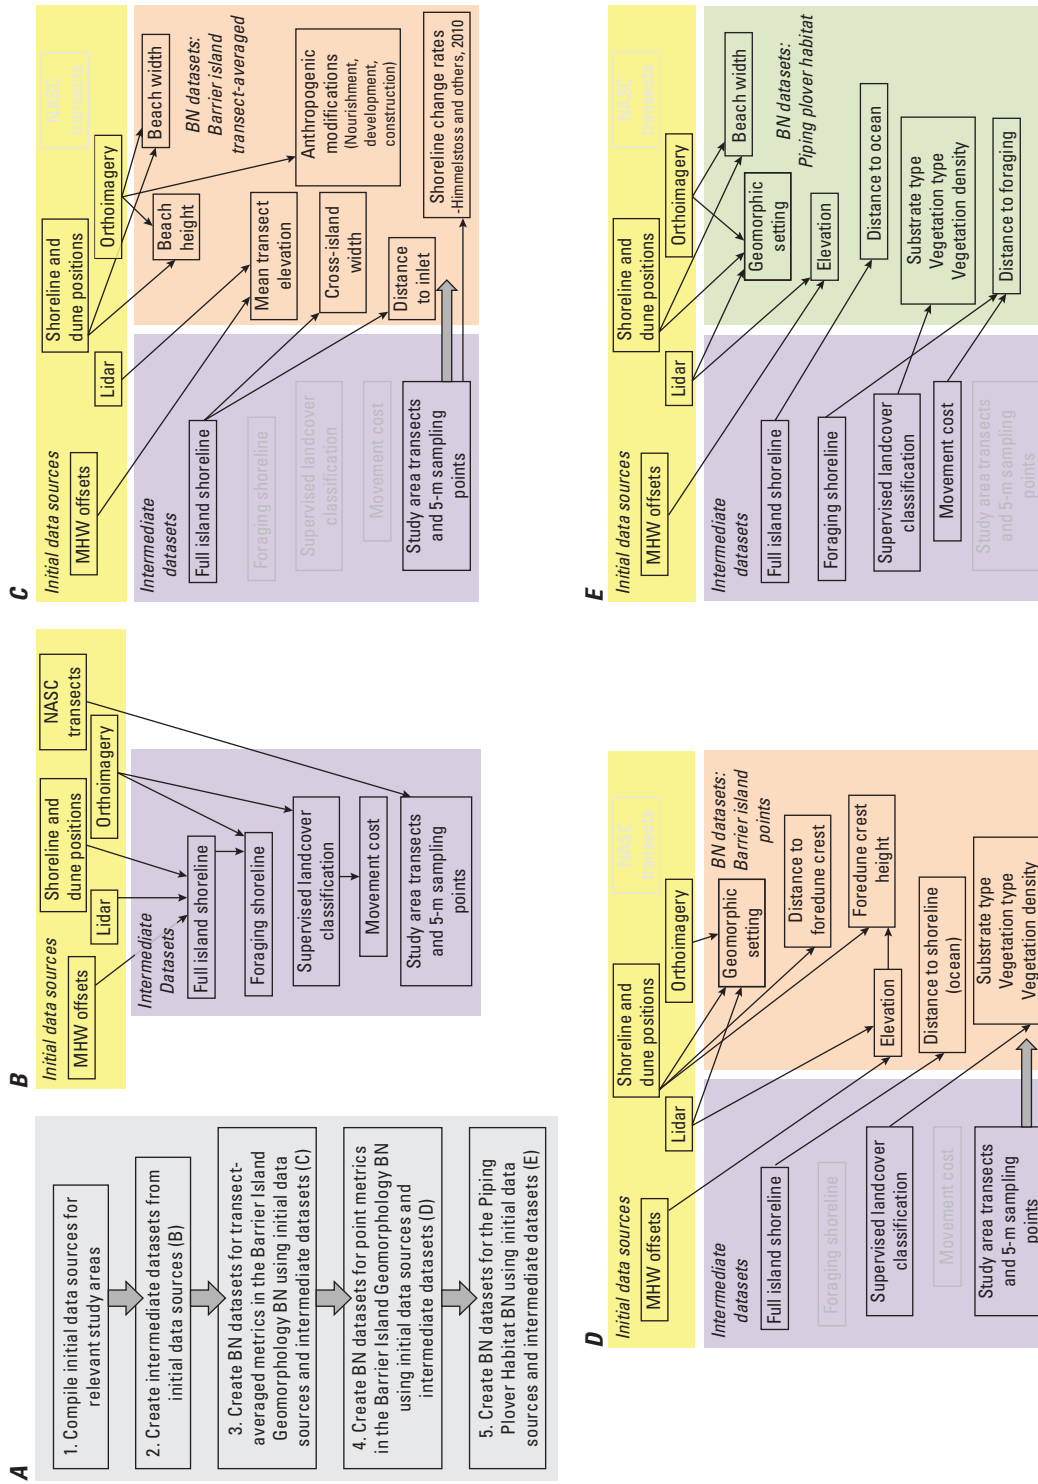 A
1. Compile initial data sources for
relevant study areas
2. Create intermediate datasets from
initial data sources (B)
3. Create BN datasets for transect-
averaged metrics in the Barrier Island
Geomorphology BN using initial data
sources and intermediate datasets (C)
4. Create BN datasets for point metrics
in the Barrier Island Geomorphology BN
using initial data sources and
intermediate datasets (D)
5. Create BN datasets for the Piping
Plover Habitat BN using initial data
sources and intermediate datasets (E)
B
Initial data sources
MHW offsets
Lidar
Shoreline and
dune positions
Orthoimagery
NASC
transects
Intermediate
Datasets
Full island shoreline
Foraging shoreline
Supervised landcover
classification
Movement cost
Study area transects
and 5-m sampling
points
C
Initial data sources
MHW offsets
Lidar
Shoreline and
dune positions
Orthoimagery
NASC
transects
Intermediate
datasets
Full island shoreline
Foraging shoreline
Supervised landcover
classification
Movement cost
Study area transects
and 5-m sampling
points
Beach width
BN datasets:
Barrier island
transect-averaged
Beach
height
Mean transect
elevation
Anthropogenic
modifications
(Nourishment,
development,
construction)
Cross-island
width
Distance
to inlet
Shoreline change rates
-Himmelstoss and others, 2010
D
Initial data sources
MHW offsets
Lidar
Shoreline and
dune positions
Orthoimagery
NASC
transects
Intermediate
datasets
Full island shoreline
Foraging shoreline
Supervised landcover
classification
Movement cost
Study area transects
and 5-m sampling
points
BN datasets:
Barrier island
points
Geomorphic
setting
Distance to
foredune crest
Foredune crest
height
Elevation
Distance to shoreline
(ocean)
Substrate type
Vegetation type
Vegetation density
E
Initial data sources
MHW offsets
Lidar
Shoreline and
dune positions
Orthoimagery
NASC
transects
Intermediate
datasets
Full island shoreline
Foraging shoreline
Supervised landcover
classification
Movement cost
Study area transects
and 5-m sampling
points
Beach width
BN datasets:
Piping plover habitat
Geomorphic
setting
Elevation
Distance to ocean
Substrate type
Vegetation type
Vegetation density
Distance to foraging